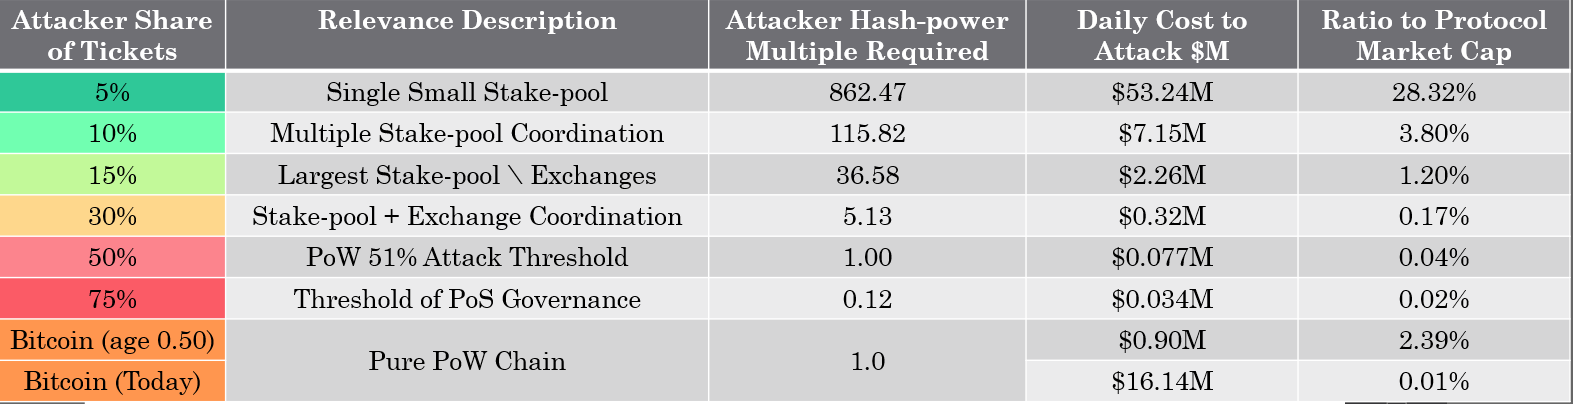 Attacker Share of Tickets | Relevance Description | Attacker Hash-power Multiple Required | Daily Cost to Attack $M | Ratio to Protocol Market Cap
5% | Single Small Stake-pool | 862.47 | $53.24M | 28.32%
10% | Multiple Stake-pool Coordination | 115.82 | $7.15M | 3.80%
15% | Largest Stake-pool \ Exchanges | 36.58 | $2.26M | 1.20%
30% | Stake-pool + Exchange Coordination | 5.13 | $0.32M | 0.17%
50% | PoW 51% Attack Threshold | 1.00 | $0.077M | 0.04%
75% | Threshold of PoS Governance | 0.12 | $0.034M | 0.02%
Bitcoin (age 0.50) | Pure PoW Chain | 1.0 | $0.90M | 2.39%
Bitcoin (Today) | $16.14M | 0.01%